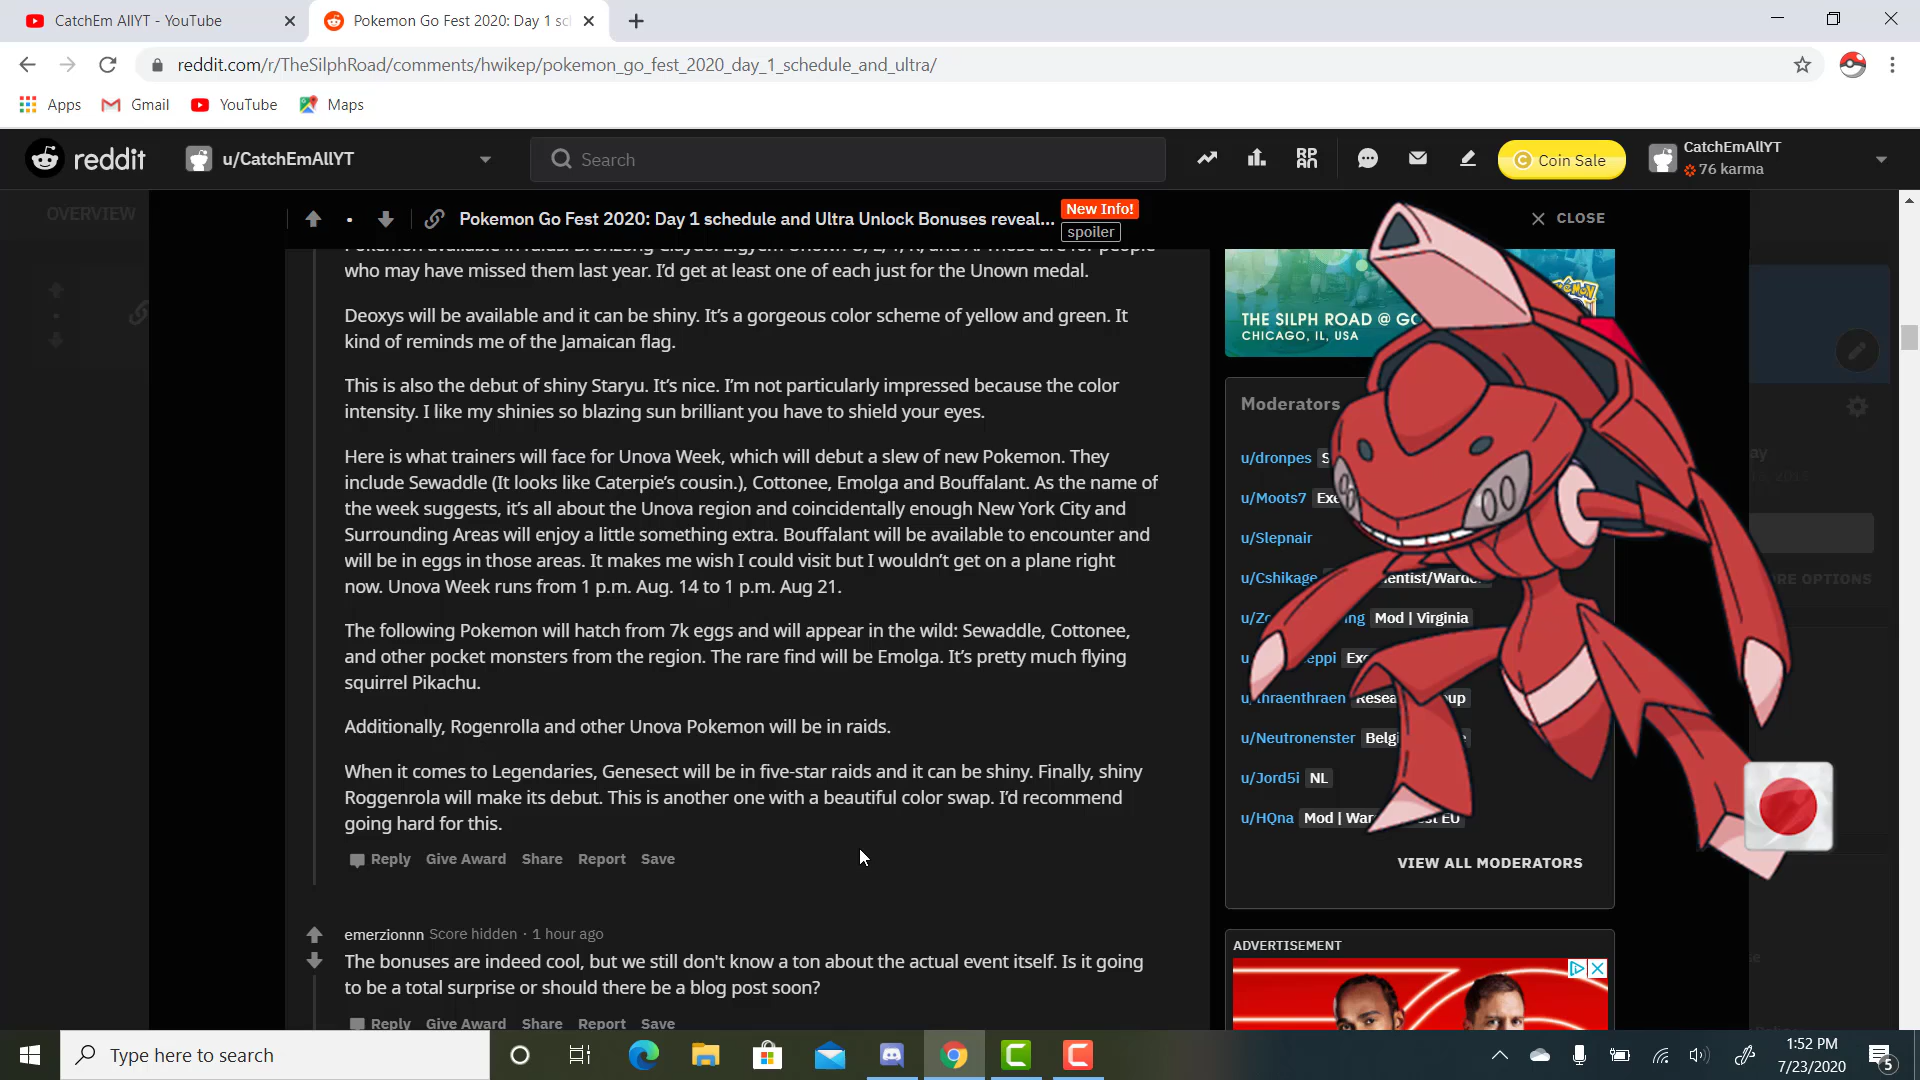 CatchEm AllYT - YouTube
Pokemon Go Fest 2020: Day 1 sc
reddit.com/r/TheSilphRoad/comments/hwikep/pokemon_go_fest_2020_day_1_schedule_and_ultra/
Apps Gmail YouTube Maps
reddit
u/CatchEmAllYT
Search
Coin Sale
CatchEmAllYT
76 karma
OVERVIEW
Pokemon Go Fest 2020: Day 1 schedule and Ultra Unlock Bonuses reveal...
New Info!
spoiler
CLOSE
who may have missed them last year. I'd get at least one of each just for the Unown medal.
Deoxys will be available and it can be shiny. It's a gorgeous color scheme of yellow and green. It
kind of reminds me of the Jamaican flag.
This is also the debut of shiny Staryu. It's nice. I'm not particularly impressed because the color
intensity. I like my shinies so blazing sun brilliant you have to shield your eyes.
Here is what trainers will face for Unova Week, which will debut a slew of new Pokemon. They
include Sewaddle (It looks like Caterpie's cousin.), Cottonee, Emolga and Bouffalant. As the name of
the week suggests, it's all about the Unova region and coincidentally enough New York City and
Surrounding Areas will enjoy a little something extra. Bouffalant will be available to encounter and
will be in eggs in those areas. It makes me wish I could visit but I wouldn't get on a plane right
now. Unova Week runs from 1 p.m. Aug. 14 to 1 p.m. Aug 21.
The following Pokemon will hatch from 7k eggs and will appear in the wild: Sewaddle, Cottonee,
and other pocket monsters from the region. The rare find will be Emolga. It's pretty much flying
squirrel Pikachu.
Additionally, Rogenrolla and other Unova Pokemon will be in raids.
When it comes to Legendaries, Genesect will be in five-star raids and it can be shiny. Finally, shiny
Roggenrola will make its debut. This is another one with a beautiful color swap. I'd recommend
going hard for this.
Reply Give Award Share Report Save
emerzionnn Score hidden · 1 hour ago
The bonuses are indeed cool, but we still don't know a ton about the actual event itself. Is it going
to be a total surprise or should there be a blog post soon?
Reply Give Award Share Report Save
THE SILPH ROAD @ GO
CHICAGO, IL, USA
Moderators
u/dronpes S
u/Moots7 Exe
u/Slepnair
u/Cshikage entist/Warde
u/Zo ng Mod | Virginia
u eppi Exe
u/thraenthraen Resea up
u/Neutronenster Belgi
u/Jord5i NL
u/HQna Mod | War est EU
VIEW ALL MODERATORS
ADVERTISEMENT
ORE OPTIONS
Type here to search
1:52 PM
7/23/2020
5